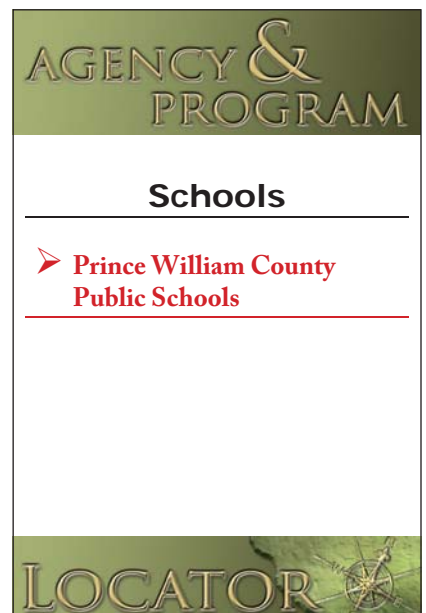 AGENCY &
PROGRAM
Schools
➢ Prince William County
Public Schools
LOCATOR